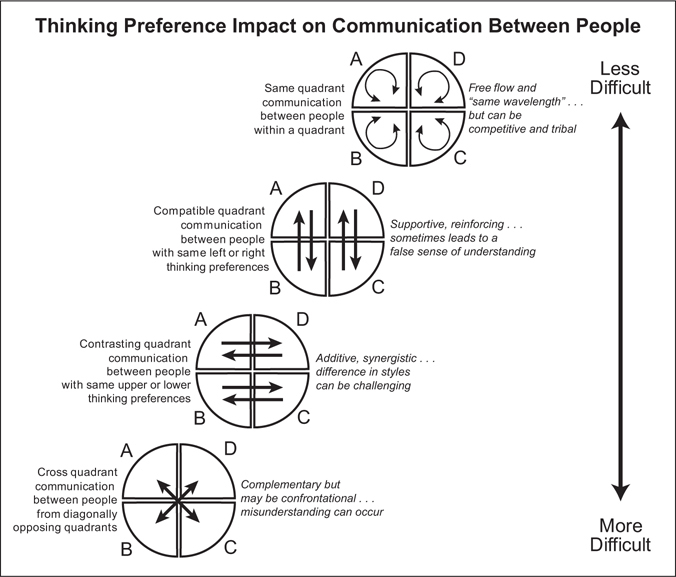 Thinking Preference Impact on Communication Between People
A
D
Same quadrant
communication
between people
within a quadrant
Free flow and
“same wavelength” . . .
but can be
competitive and tribal
B
C
Less
Difficult
A
D
Compatible quadrant
communication
between people
with same left or right
thinking preferences
Supportive, reinforcing . . .
sometimes leads to a
false sense of understanding
B
C
A
D
Contrasting quadrant
communication
between people
with same upper or lower
thinking preferences
Additive, synergistic . . .
difference in styles
can be challenging
B
C
A
D
Cross quadrant
communication
between people
from diagonally
opposing quadrants
Complementary but
may be confrontational . . .
misunderstanding can occur
B
C
More
Difficult